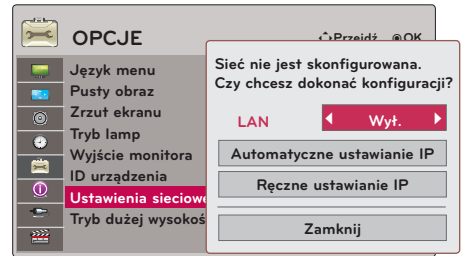 OPCJE
Przejdź OK
Język menu
Pusty obraz
Zrzut ekranu
Tryb lamp
Wyjście monitora
ID urządzenia
Ustawienia sieciowe
Tryb dużej wysokoś
Sieć nie jest skonfigurowana.
Czy chcesz dokonać konfiguracji?
LAN Wył.
Automatyczne ustawianie IP
Ręczne ustawianie IP
Zamknij